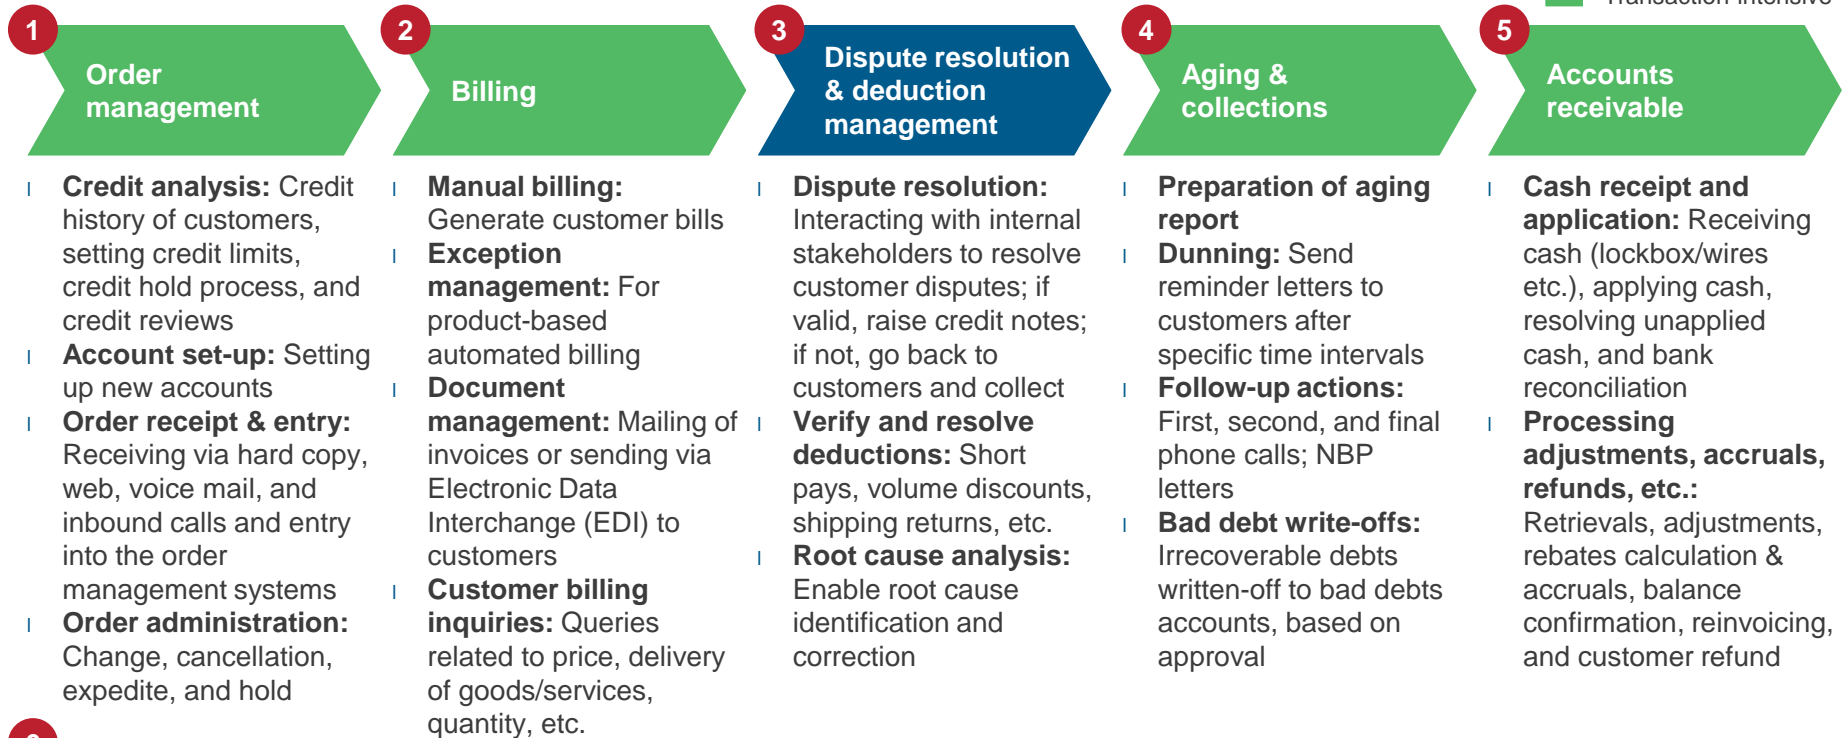 Transaction-intensive
1
Order
management
2
Billing
3
Dispute resolution
& deduction
management
4
Aging &
collections
5
Accounts
receivable
Credit analysis: Credit
history of customers,
setting credit limits,
credit hold process, and
credit reviews
Account set-up: Setting
up new accounts
Order receipt & entry:
Receiving via hard copy,
web, voice mail, and
inbound calls and entry
into the order
management systems
Order administration:
Change, cancellation,
expedite, and hold
Manual billing:
Generate customer bills
Exception
management: For
product-based
automated billing
Document
management: Mailing of
invoices or sending via
Electronic Data
Interchange (EDI) to
customers
Customer billing
inquiries: Queries
related to price, delivery
of goods/services,
quantity, etc.
Dispute resolution:
Interacting with internal
stakeholders to resolve
customer disputes; if
valid, raise credit notes;
if not, go back to
customers and collect
Verify and resolve
deductions: Short
pays, volume discounts,
shipping returns, etc.
Root cause analysis:
Enable root cause
identification and
correction
Preparation of aging
report
Dunning: Send
reminder letters to
customers after
specific time intervals
Follow-up actions:
First, second, and final
phone calls; NBP
letters
Bad debt write-offs:
Irrecoverable debts
written-off to bad debts
accounts, based on
approval
Cash receipt and
application: Receiving
cash (lockbox/wires
etc.), applying cash,
resolving unapplied
cash, and bank
reconciliation
Processing
adjustments, accruals,
refunds, etc.:
Retrievals, adjustments,
rebates calculation &
accruals, balance
confirmation, reinvoicing,
and customer refund